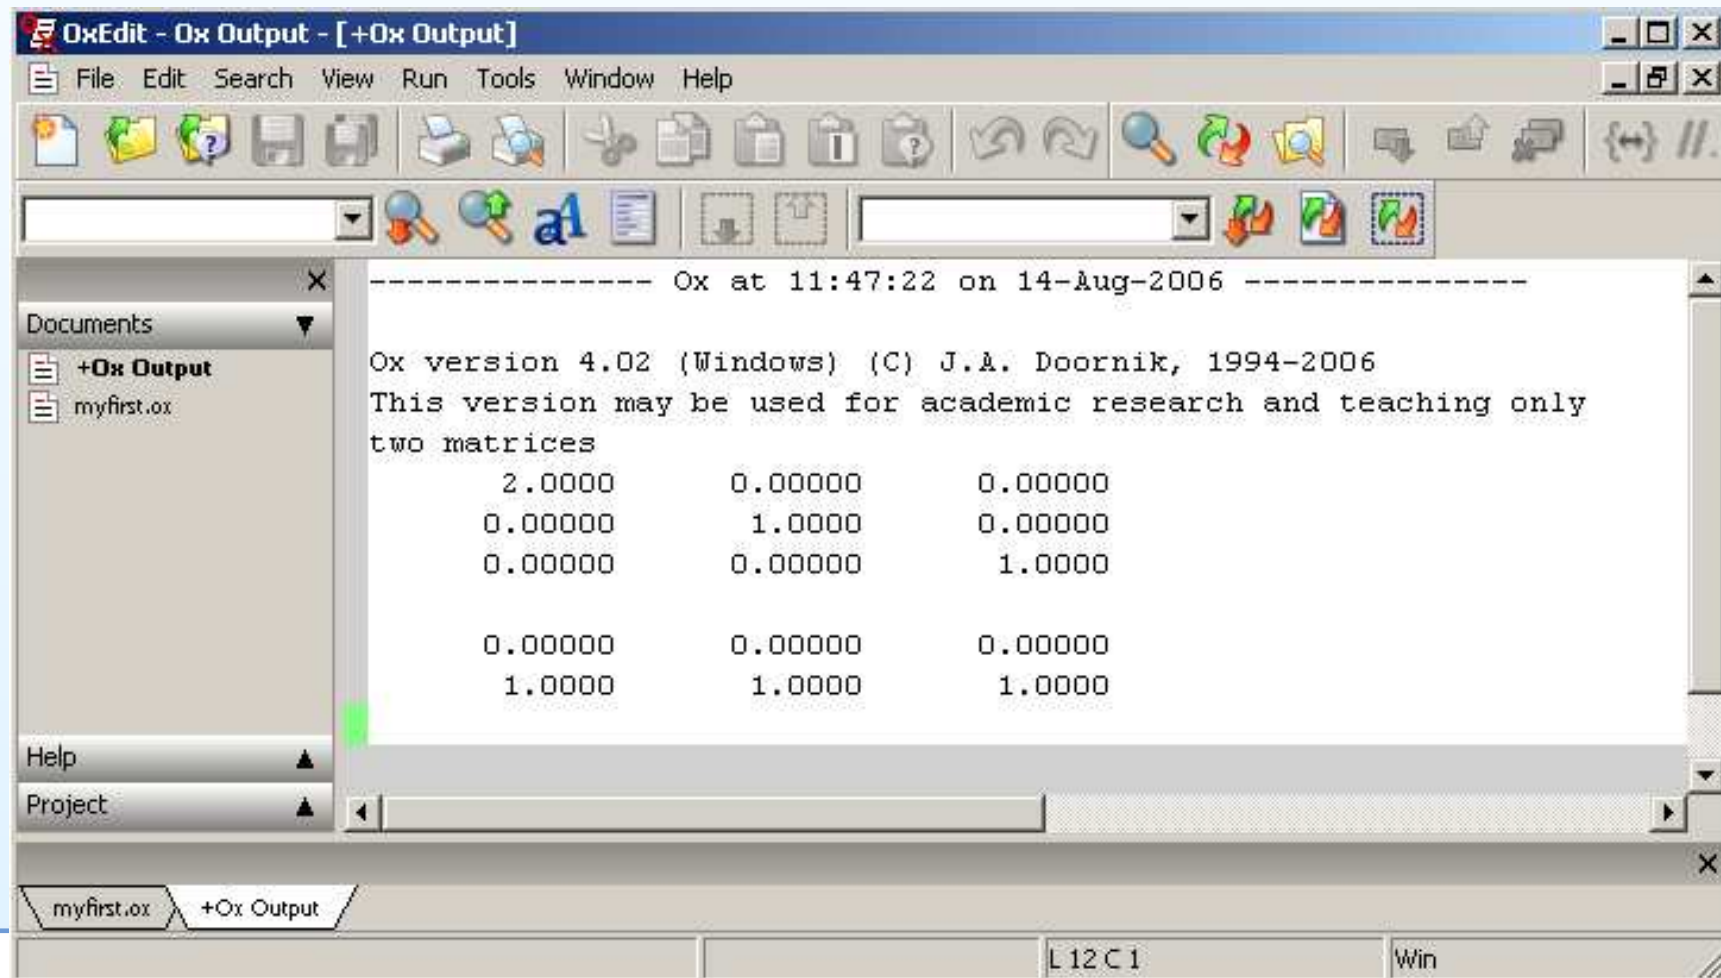 OxEdit - Ox Output - [+Ox Output]
File Edit Search View Run Tools Window Help
--------------- Ox at 11:47:22 on 14-Aug-2006 ---------------
Documents
+Ox Output
myfirst.ox
Ox version 4.02 (Windows) (C) J.A. Doornik, 1994-2006
This version may be used for academic research and teaching only
two matrices
2.0000 0.00000 0.00000
0.00000 1.0000 0.00000
0.00000 0.00000 1.0000
0.00000 0.00000 0.00000
1.0000 1.0000 1.0000
Help
Project
myfirst.ox +Ox Output
L 12 C 1 Win